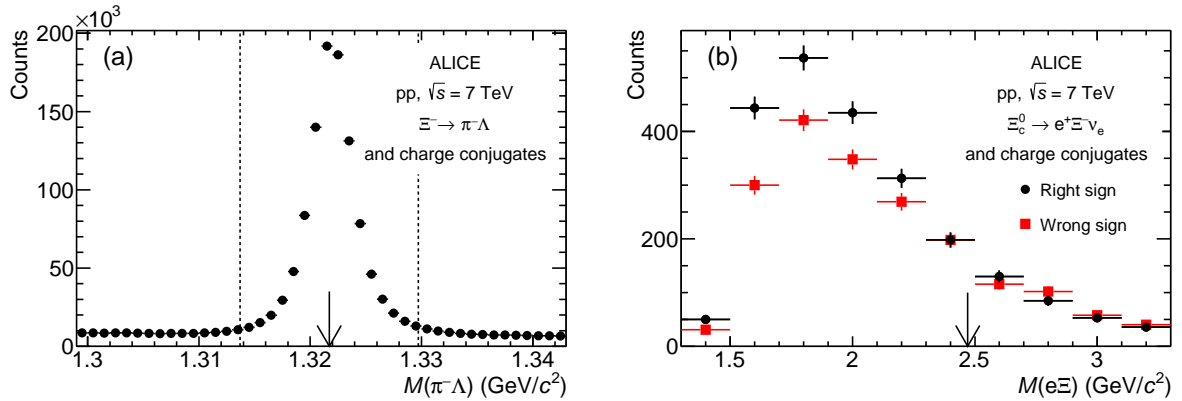 ×10³
200
150
100
50
0
Counts
(a)
ALICE
pp, √s = 7 TeV
Ξ⁻ → π⁻Λ
and charge conjugates
1.3 1.31 1.32 1.33 1.34
M(π⁻Λ) (GeV/c²)
400
200
0
Counts
(b)
ALICE
pp, √s = 7 TeV
Ξc⁰ → e⁺Ξ⁻νe
and charge conjugates
Right sign
Wrong sign
1.5 2 2.5 3
M(eΞ) (GeV/c²)